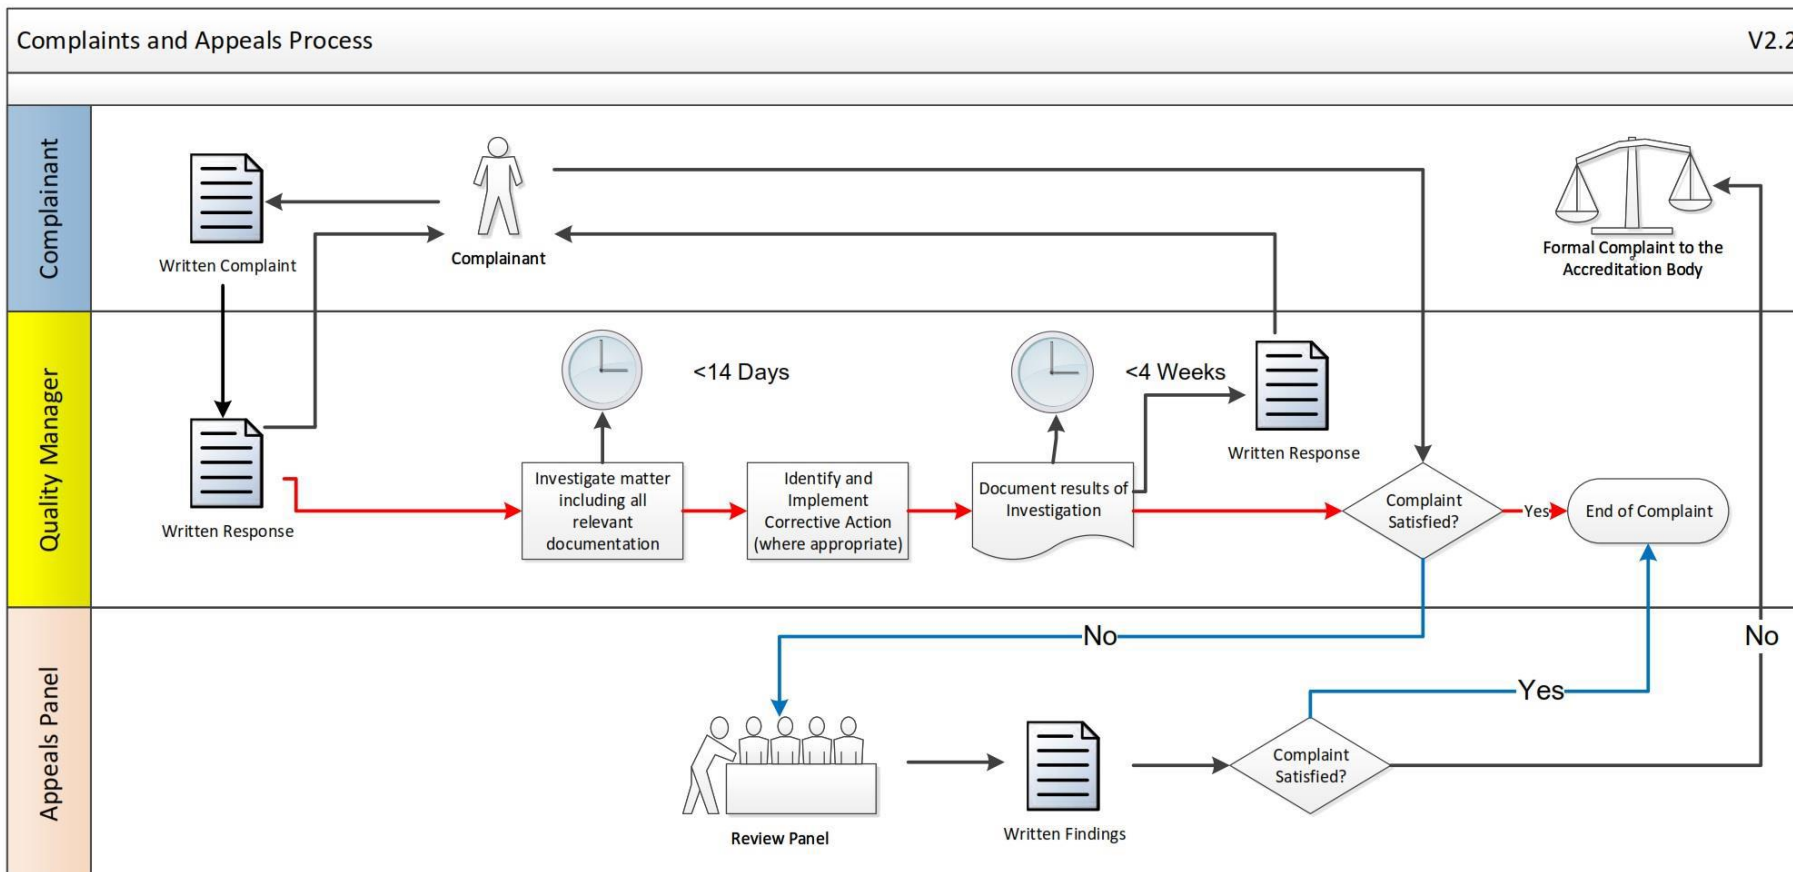 Complaints and Appeals Process
V2.2
Complainant
Written Complaint
Complainant
Formal Complaint to the
Accreditation Body
Quality Manager
<14 Days
<4 Weeks
Written Response
Written Response
Investigate matter
including all
relevant
documentation
Identify and
Implement
Corrective Action
(where appropriate)
Document results of
Investigation
Complaint
Satisfied?
Yes
End of Complaint
Appeals Panel
No
No
Yes
Review Panel
Written Findings
Complaint
Satisfied?